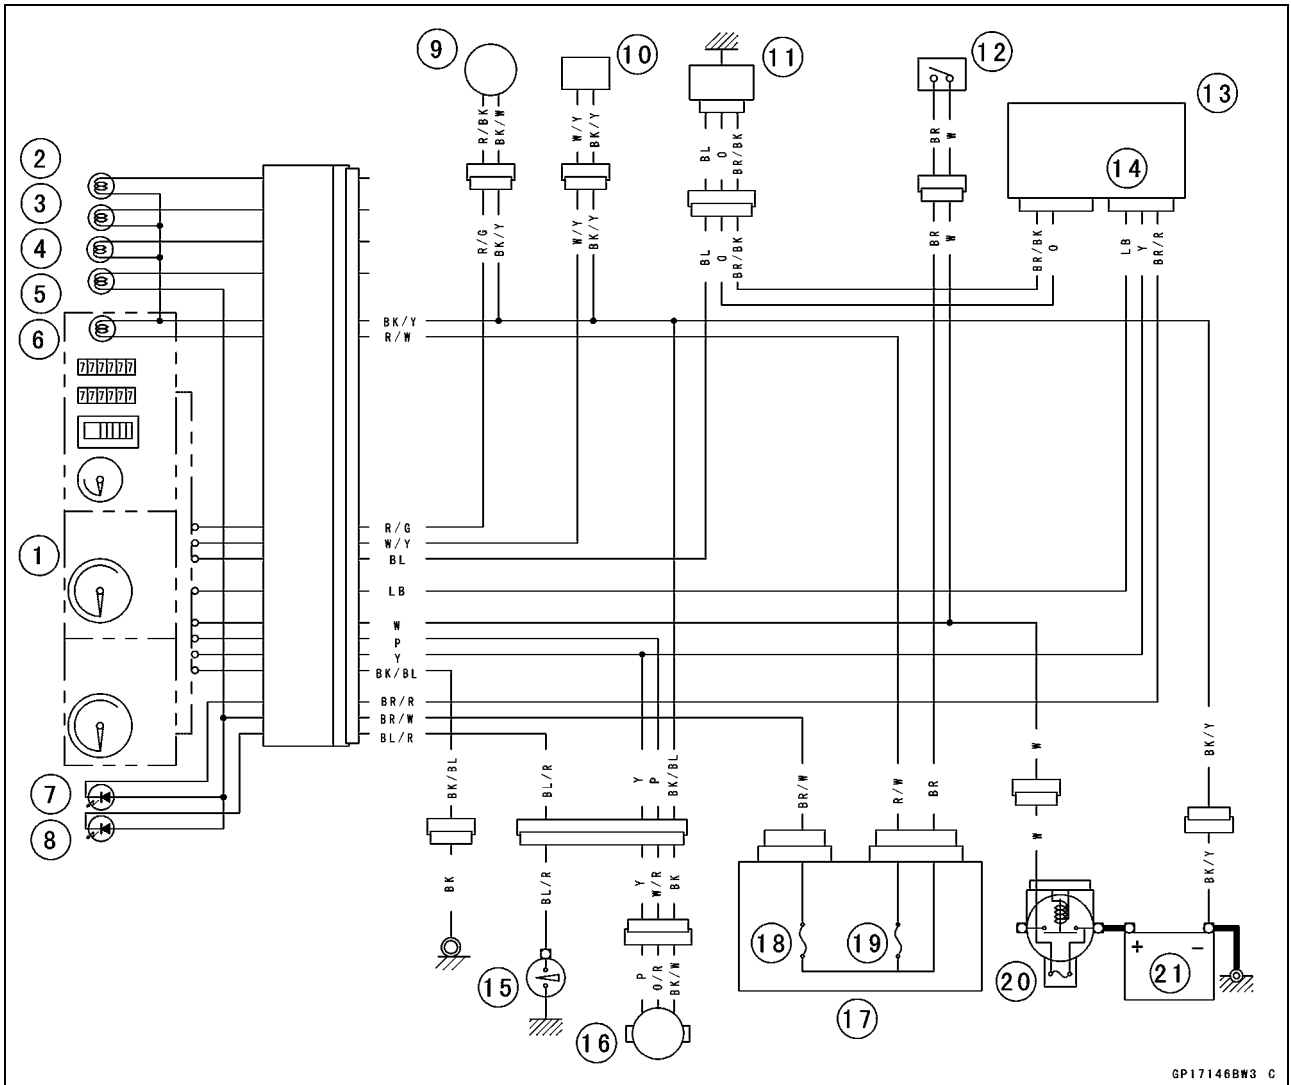 9
10
11
12
13
14
2
3
4
5
6
1
7
8
R/BK
BK/W
W/Y
BK/Y
BL
O
BR/BK
BR
W
R/G
BK/Y
W/Y
BK/Y
BL
O
BR/BK
BR
W
BR/BK
O
LB
Y
BR/R
777777
777777
BK/Y
R/W
R/G
W/Y
BL
LB
W
P
Y
BK/BL
BR/R
BR/W
BL/R
BK/BL
BL/R
Y
P
BK/BL
BR/W
R/W
BR
W
BK/Y
W
BK/Y
BK
BL/R
Y
W/R
BK
P
O/R
BK/W
15
16
17
18
19
20
21
+
−
GP17146BW3 C